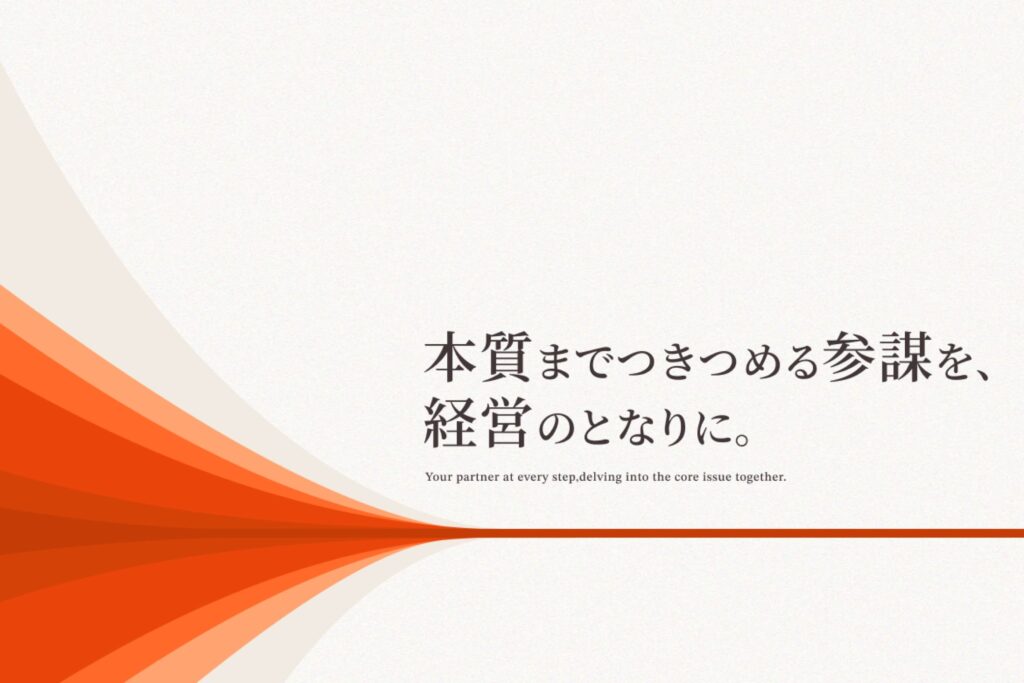 本質までつきつめる参謀を、
経営のとなりに。
Your partner at every step,delving into the core issue together.